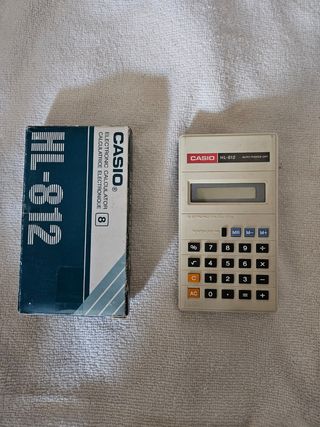 CASIO®
ELECTRONIC CALCULATOR
CALCULATRICE ELECTRONIQUE
8
HL-812
CASIO HL-812 AUTO POWER OFF
MR M- M+
% 7 8 9 ÷
√ 4 5 6 ×
C 1 2 3 -
AC 0 · = +